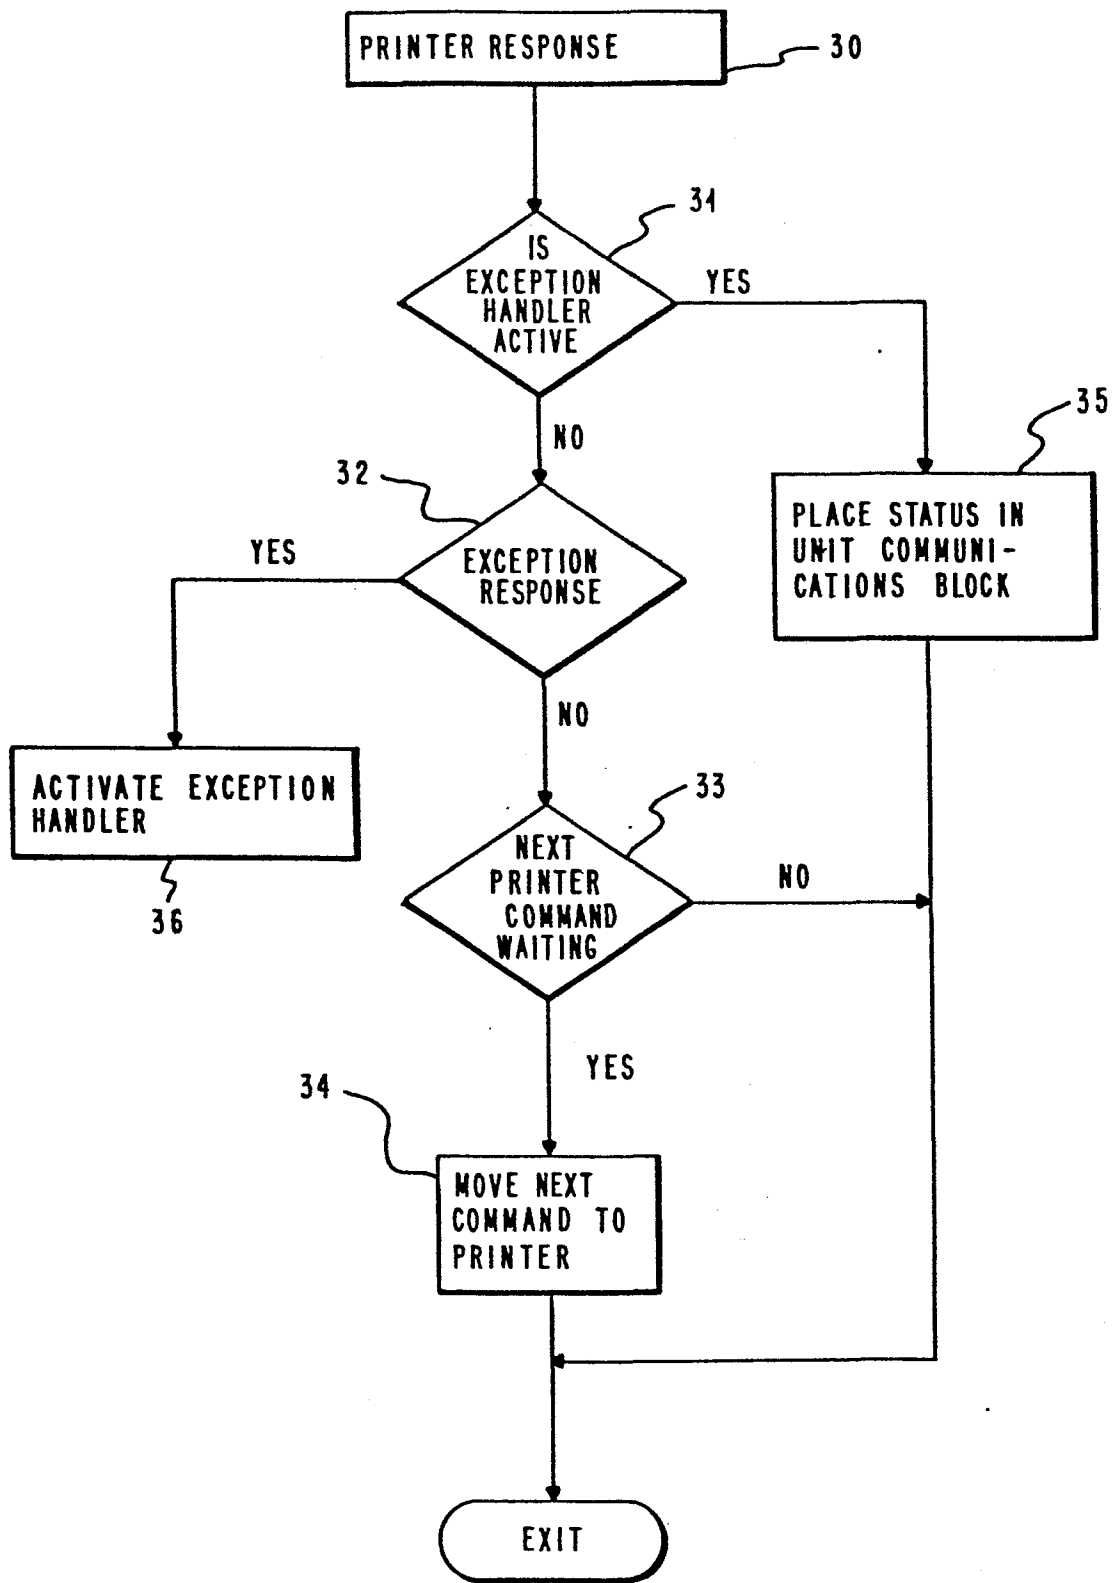 PRINTER RESPONSE
30
31
IS
EXCEPTION
HANDLER
ACTIVE
YES
35
NO
32
PLACE STATUS IN
UNIT COMMUNI-
CATIONS BLOCK
YES
EXCEPTION
RESPONSE
NO
ACTIVATE EXCEPTION
HANDLER
36
33
NEXT
PRINTER
COMMAND
WAITING
NO
YES
34
MOVE NEXT
COMMAND TO
PRINTER
EXIT